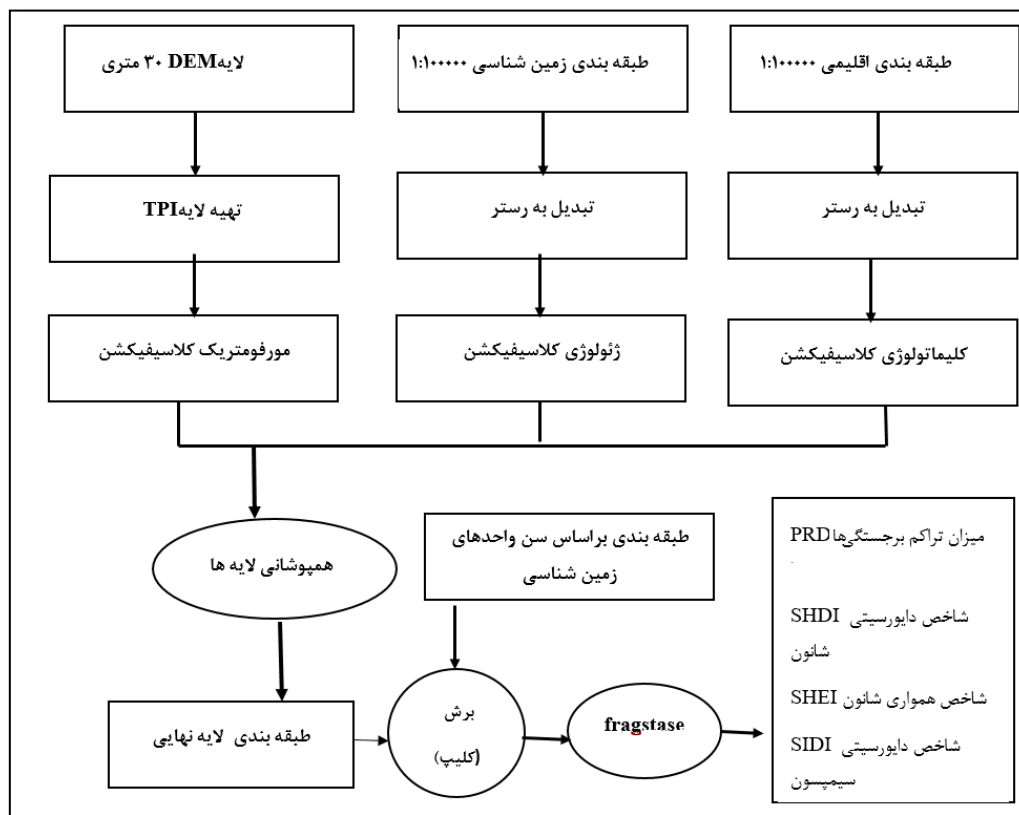 طبقه بندی اقلیمی ۱:۱۰۰۰۰۰
طبقه بندی زمین شناسی ۱:۱۰۰۰۰۰
لایهDEM ۳۰ متری
تبدیل به رستر
تبدیل به رستر
تهیه لایهTPI
کلیماتولوژی کلاسیفیکشن
ژئولوژی کلاسیفیکشن
مورفومتریک کلاسیفیکشن
همپوشانی لایه ها
طبقه بندی براساس سن واحدهای
زمین شناسی
طبقه بندی لایه نهایی
برش
(کلیپ)
fragstase
میزان تراکم برجستگی‌هاPRD
شاخص دایورسیتی SHDI
شانون
شاخص همواری شانون SHEI
شاخص دایورسیتی SIDI
سیمپسون